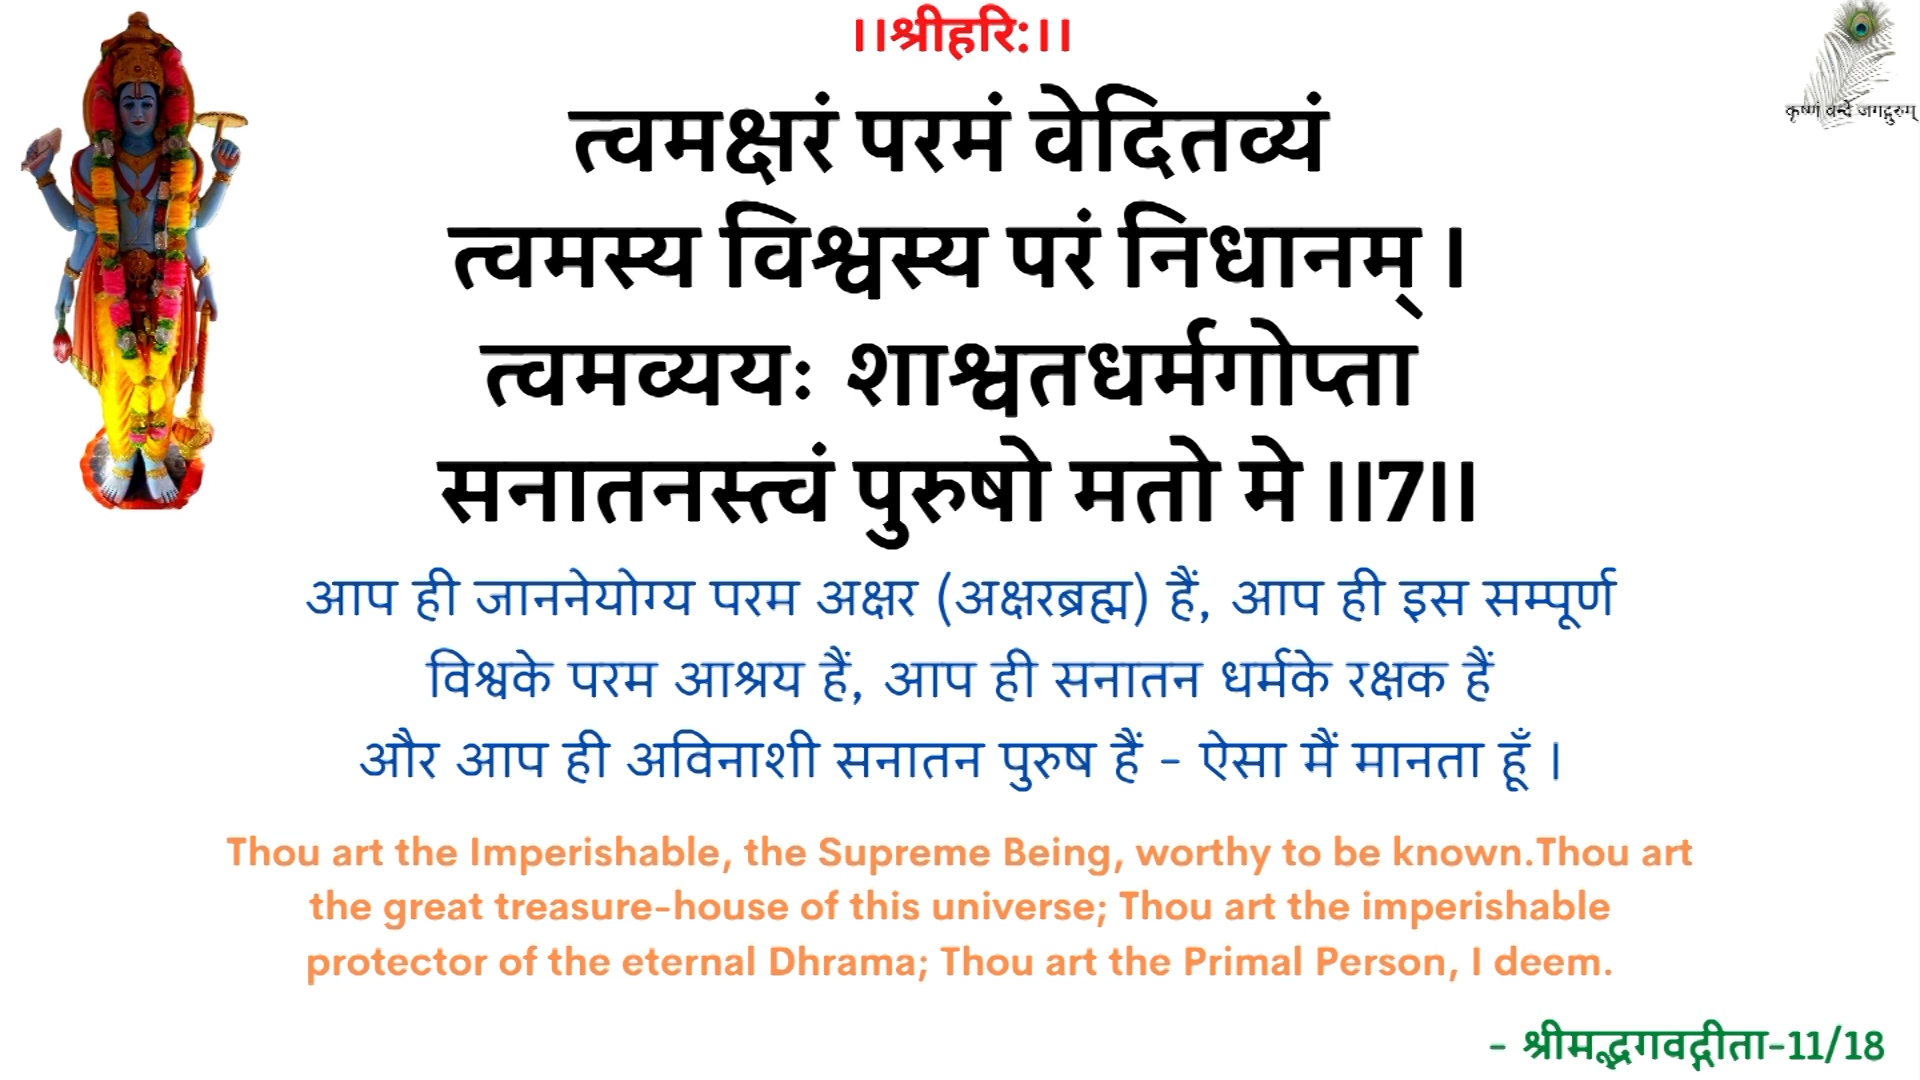 ।।श्रीहरि:।।
कृष्णं वन्दे जगद्गुरुम्
त्वमक्षरं परमं वेदितव्यं
त्वमस्य विश्वस्य परं निधानम् ।
त्वमव्ययः शाश्वतधर्मगोप्ता
सनातनस्त्वं पुरुषो मतो मे ।।7।।
आप ही जाननेयोग्य परम अक्षर (अक्षरब्रह्म) हैं, आप ही इस सम्पूर्ण
विश्वके परम आश्रय हैं, आप ही सनातन धर्मके रक्षक हैं
और आप ही अविनाशी सनातन पुरुष हैं - ऐसा मैं मानता हूँ ।
Thou art the Imperishable, the Supreme Being, worthy to be known.Thou art
the great treasure-house of this universe; Thou art the imperishable
protector of the eternal Dhrama; Thou art the Primal Person, I deem.
- श्रीमद्भगवद्गीता-11/18